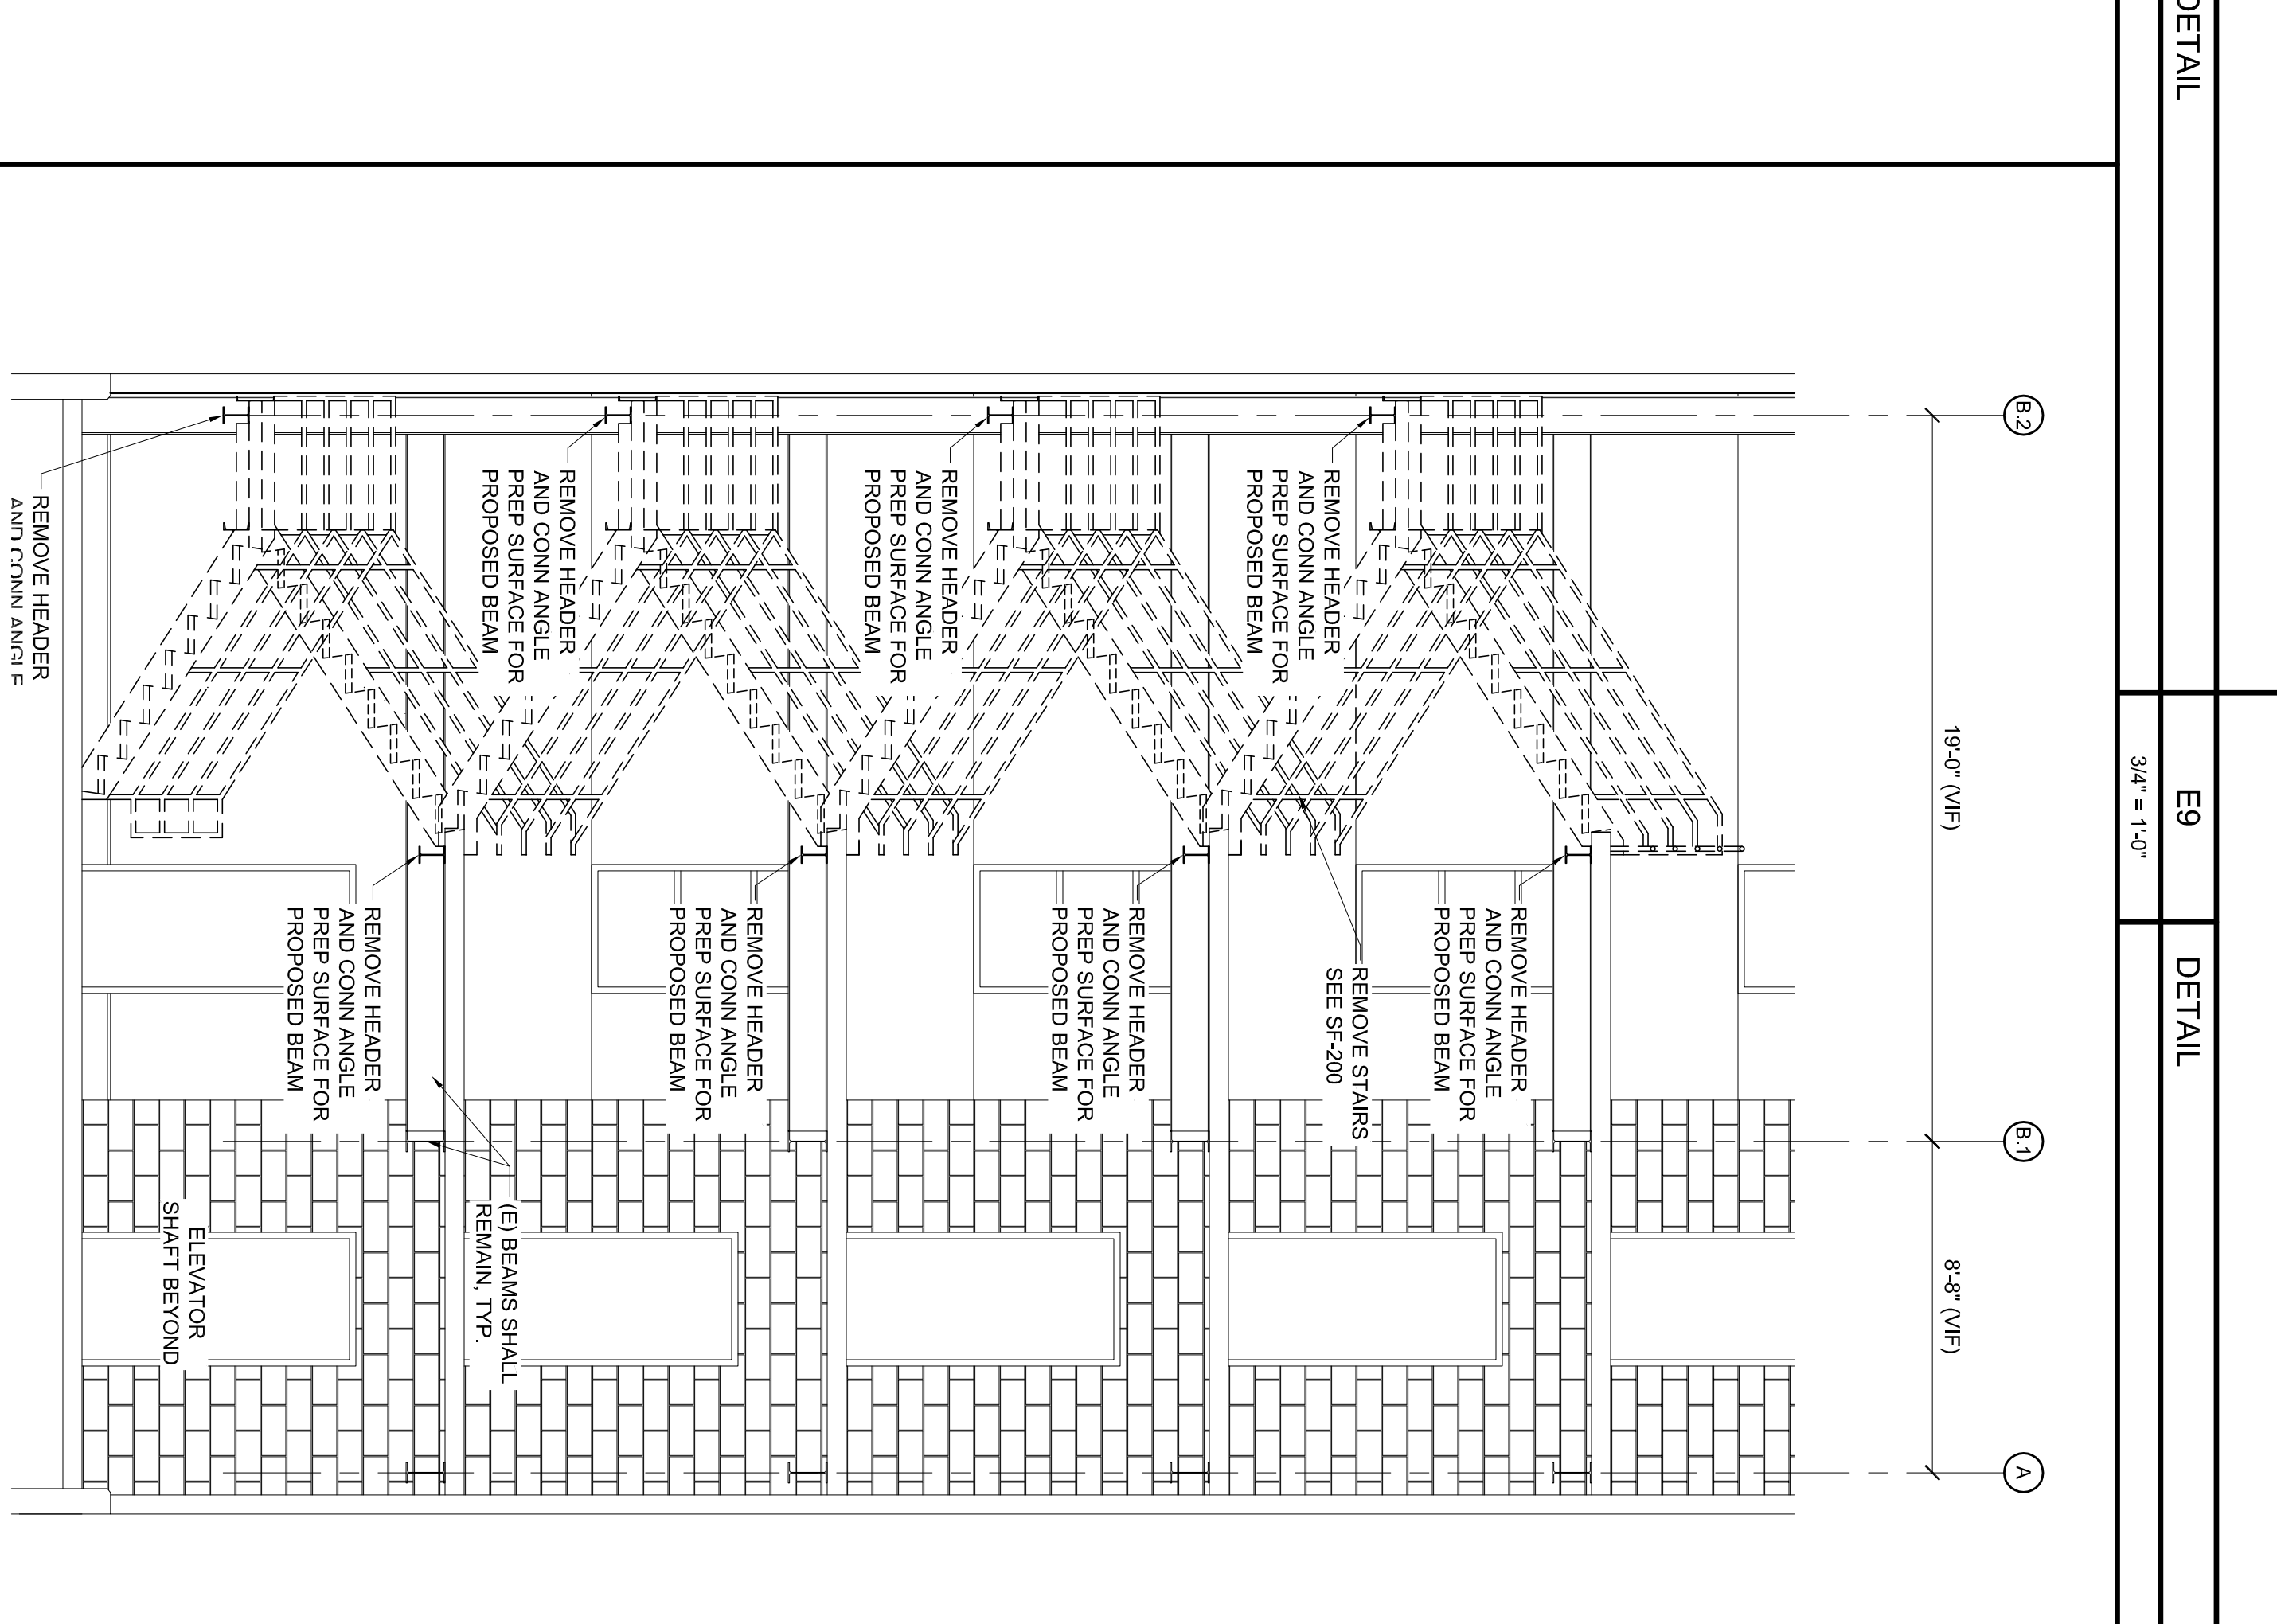 DETAIL
E9
3/4" = 1'-0"
DETAIL
B.2
B.1
A
19'-0" (VIF)
8'-8" (VIF)
REMOVE HEADER
AND CONN ANGLE
PREP SURFACE FOR
PROPOSED BEAM
REMOVE HEADER
AND CONN ANGLE
PREP SURFACE FOR
PROPOSED BEAM
REMOVE STAIRS
SEE SF-200
REMOVE HEADER
AND CONN ANGLE
PREP SURFACE FOR
PROPOSED BEAM
REMOVE HEADER
AND CONN ANGLE
PREP SURFACE FOR
PROPOSED BEAM
REMOVE HEADER
AND CONN ANGLE
PREP SURFACE FOR
PROPOSED BEAM
REMOVE HEADER
AND CONN ANGLE
PREP SURFACE FOR
PROPOSED BEAM
(E) BEAMS SHALL
REMAIN, TYP.
REMOVE HEADER
AND CONN ANGLE
PREP SURFACE FOR
PROPOSED BEAM
ELEVATOR
SHAFT BEYOND
REMOVE HEADER
AND CONN ANGLE